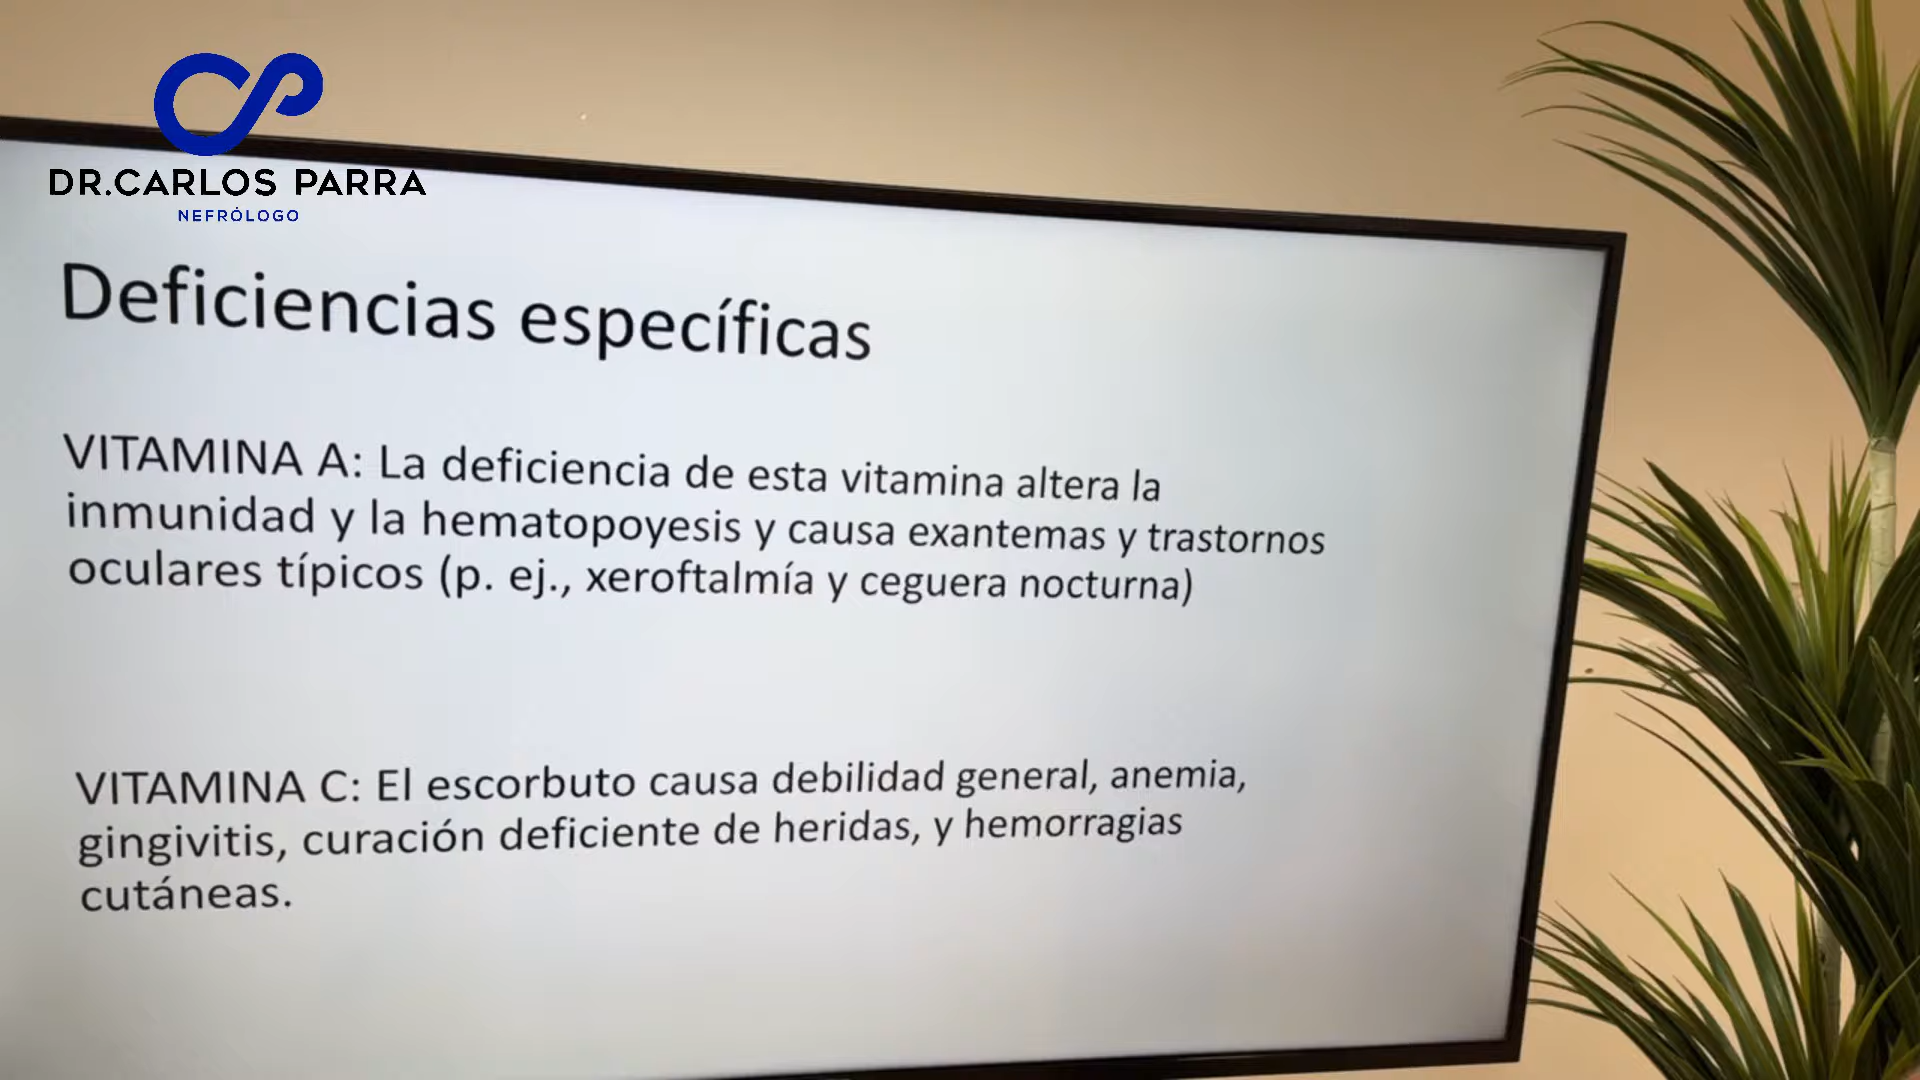 DR.CARLOS PARRA
NEFRÓLOGO
Deficiencias específicas
VITAMINA A: La deficiencia de esta vitamina altera la
inmunidad y la hematopoyesis y causa exantemas y trastornos
oculares típicos (p. ej., xeroftalmía y ceguera nocturna)
VITAMINA C: El escorbuto causa debilidad general, anemia,
gingivitis, curación deficiente de heridas, y hemorragias
cutáneas.